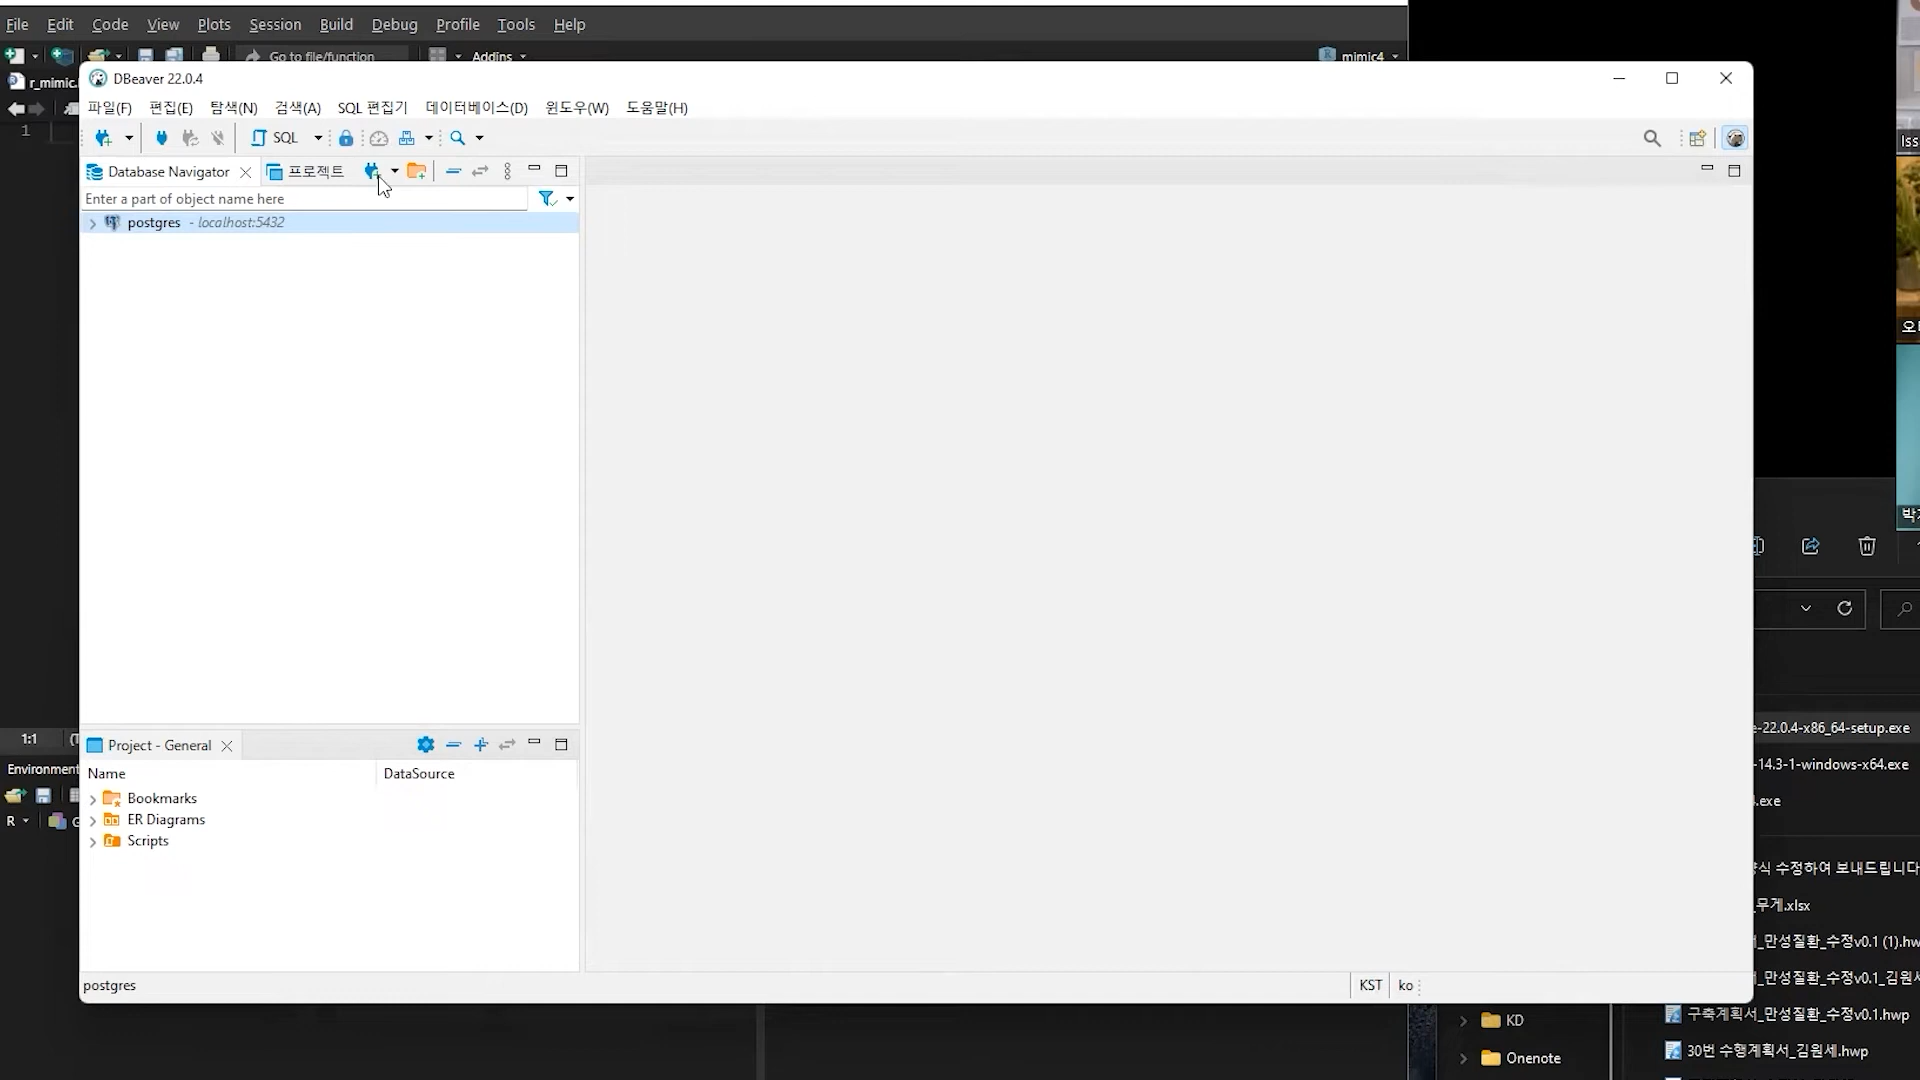 File Edit Code View Plots Session Build Debug Profile Tools Help
Go to file/function Addins mimic4
r_mimic.
1
DBeaver 22.0.4
파일(F) 편집(E) 탐색(N) 검색(A) SQL 편집기 데이터베이스(D) 윈도우(W) 도움말(H)
SQL
Database Navigator 프로젝트
Enter a part of object name here
postgres - localhost:5432
Project - General
Name DataSource
Bookmarks
ER Diagrams
Scripts
postgres KST ko
1:1
Environment
R
-22.0.4-x86_64-setup.exe
-14.3-1-windows-x64.exe
.exe
수정하여 보내드립니다
_무게.xlsx
_만성질환_수정v0.1 (1).hw
_만성질환_수정v0.1_김원
구축계획서_만성질환_수정v0.1.hwp
30번 수행계획서_김원세.hwp
KD
Onenote